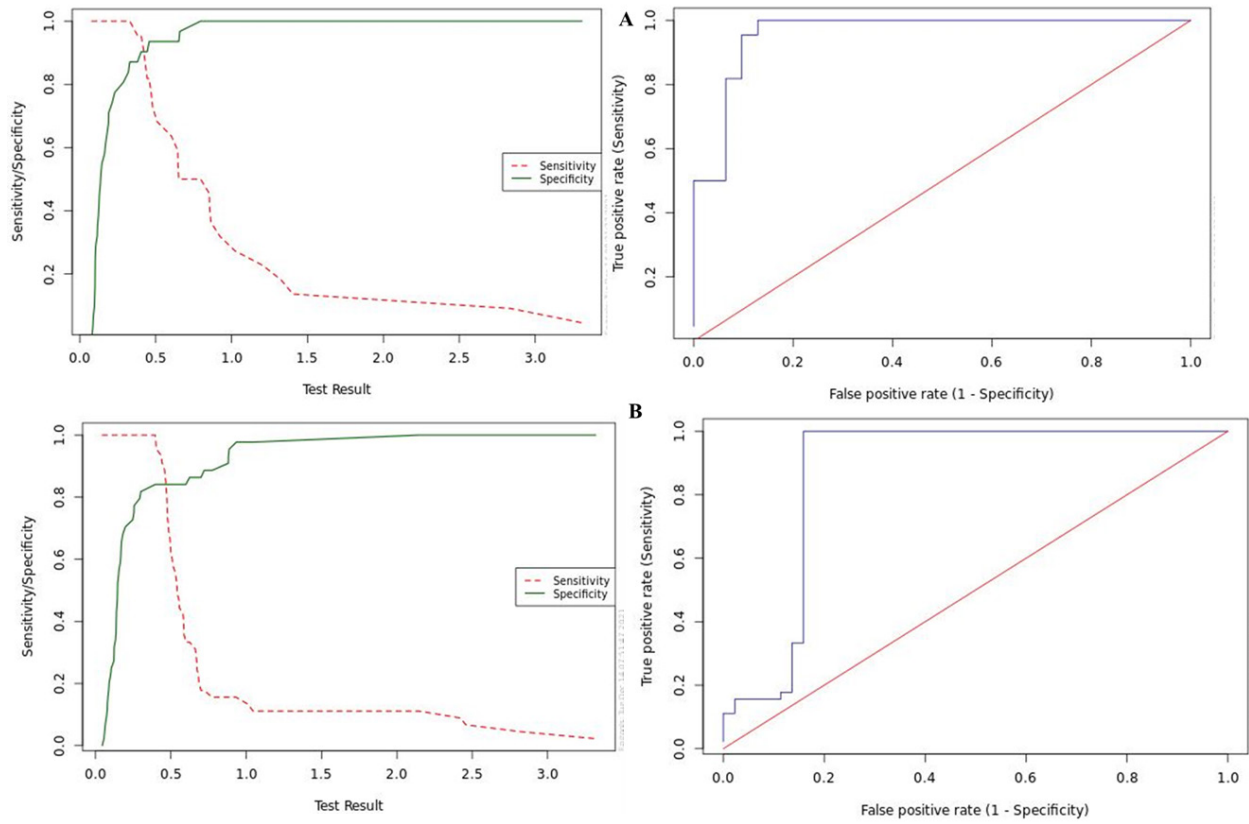 A
Sensitivity/Specificity
1.0
0.8
0.6
0.4
0.2
Sensitivity
Specificity
0.0 0.5 1.0 1.5 2.0 2.5 3.0
Test Result
True positive rate (Sensitivity)
1.0
0.8
0.6
0.4
0.2
0.0 0.2 0.4 0.6 0.8 1.0
False positive rate (1 - Specificity)
B
Sensitivity/Specificity
1.0
0.8
0.6
0.4
0.2
0.0
Sensitivity
Specificity
0.0 0.5 1.0 1.5 2.0 2.5 3.0
Test Result
True positive rate (Sensitivity)
1.0
0.8
0.6
0.4
0.2
0.0
0.0 0.2 0.4 0.6 0.8 1.0
False positive rate (1 - Specificity)